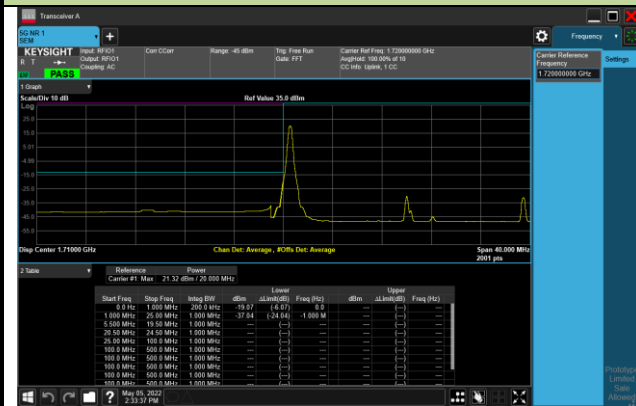 Transceiver A
5G NR 1
SEM
Frequency
KEYSIGHT
R T
PASS
Input: RFIO1
Output: RFIO1
Coupling: AC
Corr CCorr
Range: -45 dBm
Trig: Free Run
Gate: FFT
Carrier Ref Freq: 1.720000000 GHz
Avg|Hold: 100.00% of 10
CC Info: Uplink, 1 CC
Carrier Reference
Frequency
1.720000000 GHz
Settings
1 Graph
Scale/Div 10 dB
Ref Value 35.0 dBm
Log
25.0
15.0
5.01
-4.99
-15.0
-25.0
-35.0
-45.0
-55.0
Disp Center 1.71000 GHz
Chan Det: Average, #Offs Det: Average
Span 40.000 MHz
2001 pts
2 Table
Reference Power
Carrier #1 Max 21.32 dBm / 20.000 MHz
Lower Upper
Start Freq Stop Freq Integ BW dBm ΔLimit(dB) Freq (Hz) dBm ΔLimit(dB) Freq (Hz)
0.0 Hz 1.000 MHz 200.0 kHz -19.07 (-6.07) 0.0 --- (---) ---
1.000 MHz 25.00 MHz 1.000 MHz -37.04 (-24.04) -1.000 M --- (---) ---
5.500 MHz 19.50 MHz 1.000 MHz --- (---) --- --- (---) ---
20.50 MHz 24.50 MHz 1.000 MHz --- (---) --- --- (---) ---
25.00 MHz 100.0 MHz 1.000 MHz --- (---) --- --- (---) ---
100.0 MHz 500.0 MHz 1.000 MHz --- (---) --- --- (---) ---
100.0 MHz 500.0 MHz 1.000 MHz --- (---) --- --- (---) ---
100.0 MHz 500.0 MHz 1.000 MHz --- (---) --- --- (---) ---
100.0 MHz 500.0 MHz 1.000 MHz --- (---) --- --- (---) ---
Prototype
Limited
Sale
Allowed
May 05, 2022
2:33:37 PM